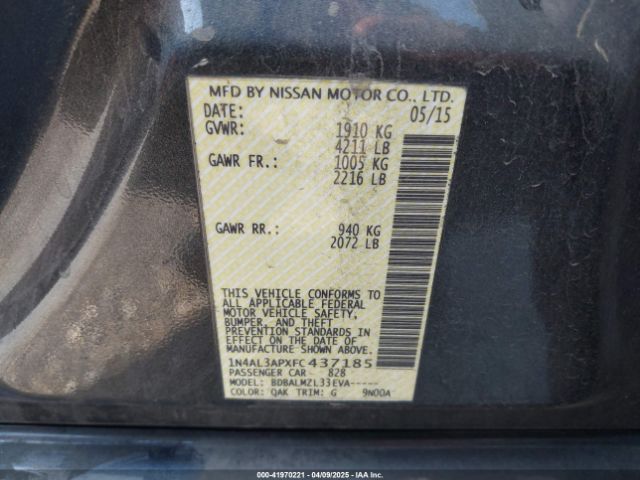 MFD BY NISSAN MOTOR CO., LTD.
DATE: 05/15
GVWR: 1910 KG
4211 LB
GAWR FR.: 1005 KG
2216 LB
GAWR RR.: 940 KG
2072 LB
THIS VEHICLE CONFORMS TO
ALL APPLICABLE FEDERAL
MOTOR VEHICLE SAFETY,
BUMPER, AND THEFT
PREVENTION STANDARDS IN
EFFECT ON THE DATE OF
MANUFACTURE SHOWN ABOVE.
1N4AL3APXFC437185
PASSENGER CAR 828
MODEL: BDBALMZL33EVA-----
COLOR: QAK TRIM: G 9N00A
000-41970221 | 04/09/2025 | IAA Inc.